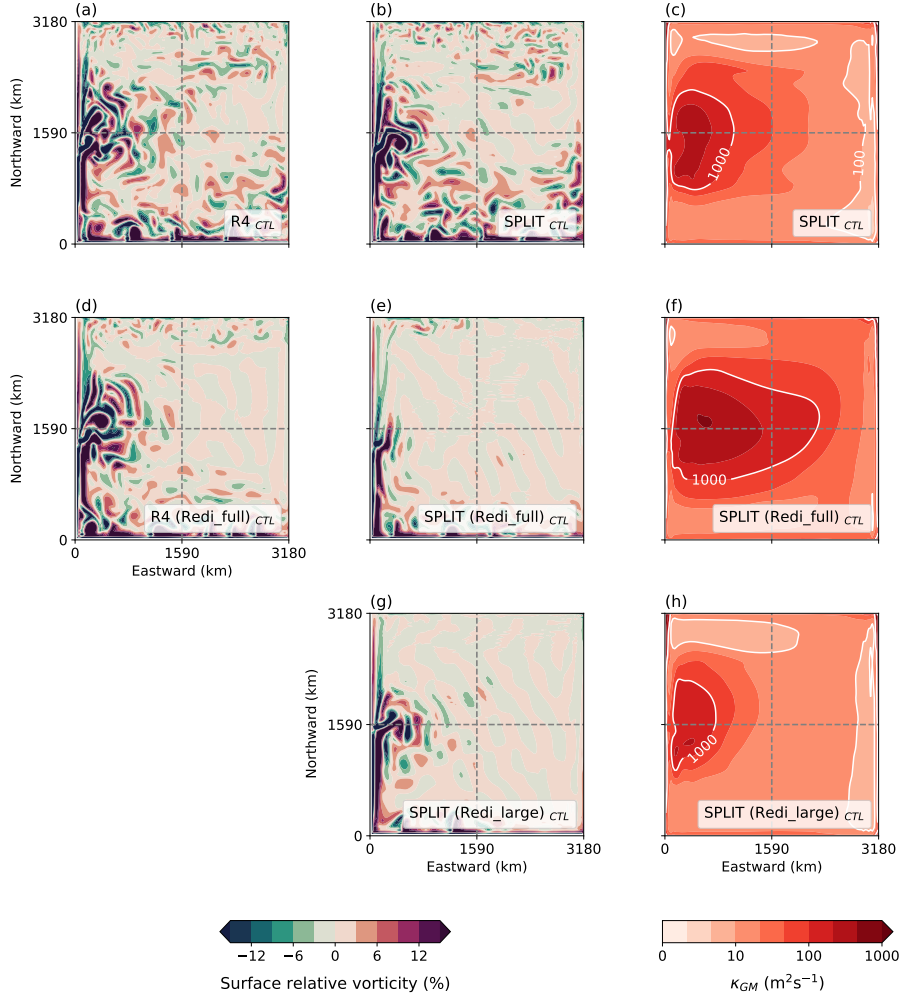 (a) (b) (c)
3180
1590
0
Northward (km)
R4 CTL
SPLIT CTL
1000
100
SPLIT CTL
(d) (e) (f)
3180
1590
0
Northward (km)
R4 (Redi_full) CTL
SPLIT (Redi_full) CTL
1000
SPLIT (Redi_full) CTL
0 1590 3180
Eastward (km)
(g) (h)
3180
1590
0
Northward (km)
SPLIT (Redi_large) CTL
1000
SPLIT (Redi_large) CTL
0 1590 3180
Eastward (km)
0 1590 3180
Eastward (km)
−12 −6 0 6 12
Surface relative vorticity (%)
0 10 100 1000
κGM (m²s⁻¹)